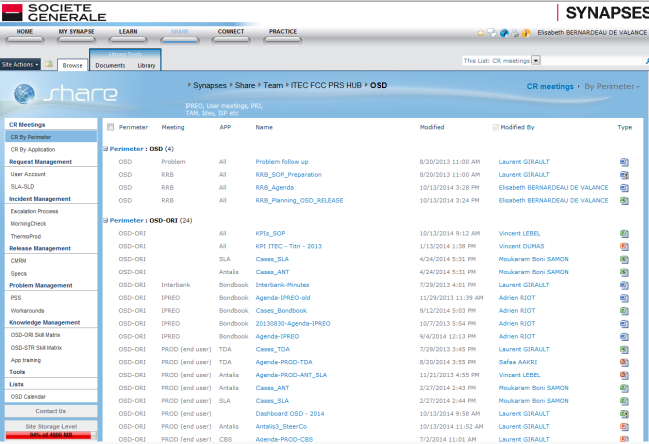 SOCIETE
GENERALE
SYNAPSES
HOME MY SYNAPSE LEARN SHARE CONNECT PRACTICE
Elisabeth BERNARDEAU DE VALANCE
Library Tools
Site Actions Browse Documents Library
This List: CR meetings
share
Synapses Share Team ITEC FCC PRS HUB OSD
CR meetings By Perimeter
IPREO, User meetings, PRJ,
TAM, Ides, ISP etc
CR Meetings
CR By Perimeter
CR By Application
Request Management
User Account
SLA-SLD
Incident Management
Escalation Process
MorningCheck
ThermoProd
Release Management
CMRM
Specs
Problem Management
PSS
Workarounds
Knowledge Management
OSD-ORI Skill Matrix
OSD-STR Skill Matrix
App training
Tools
Lists
OSD Calendar
Contact Us
Site Storage Level
94% of 4000 MB
Perimeter Meeting APP Name Modified Modified By Type
Perimeter : OSD (4)
OSD Problem All Problem follow up 8/20/2013 11:00 AM Laurent GIRAULT
OSD RRB All RRB_SOP_Preparation 8/20/2013 11:00 AM Laurent GIRAULT
OSD RRB All RRB_Agenda 10/13/2014 3:28 PM Elisabeth BERNARDEAU DE VALANCE
OSD RRB All RRB_Planning_OSD_RELEASE 10/13/2014 3:24 PM Elisabeth BERNARDEAU DE VALANCE
Perimeter : OSD-ORI (24)
OSD-ORI All KPIs_SOP 10/13/2014 9:12 AM Vincent LEBEL
OSD-ORI All KPI ITEC - Titri - 2013 1/13/2014 1:38 PM Vincent DUMAS
OSD-ORI SLA Cases_SLA 4/24/2014 5:31 PM Moukaram Boni SAMON
OSD-ORI Antalis Cases_ANT 4/24/2014 5:31 PM Moukaram Boni SAMON
OSD-ORI Interbank Bondbook Interbank-Minutes 7/29/2013 4:01 PM Laurent GIRAULT
OSD-ORI IPREO Bondbook Agenda-IPREO-old 11/29/2013 11:39 AM Adrien RIOT
OSD-ORI IPREO Bondbook Cases_Bondbook 9/12/2014 5:03 PM Adrien RIOT
OSD-ORI IPREO Bondbook 20130830-Agenda-IPREO 10/7/2013 5:54 PM Adrien RIOT
OSD-ORI IPREO Bondbook Agenda-IPREO 9/4/2014 12:13 PM Adrien RIOT
OSD-ORI PROD (end user) TDA Cases_TDA 7/29/2013 3:45 PM Laurent GIRAULT
OSD-ORI PROD (end user) TDA Agenda-PROD-TDA 8/20/2014 3:55 PM Safaa AAKRI
OSD-ORI PROD (end user) Antalis Agenda-PROD-ANT_SLA 11/21/2013 4:55 PM Vincent LEBEL
OSD-ORI PROD (end user) Antalis Cases_ANT 2/27/2014 2:43 PM Moukaram Boni SAMON
OSD-ORI PROD (end user) SLA Cases_SLA 2/27/2014 2:44 PM Moukaram Boni SAMON
OSD-ORI PROD (end user) Dashboard OSD - 2014 10/13/2014 9:58 AM Laurent GIRAULT
OSD-ORI PROD (end user) Antalis Antalis3_SteerCo 10/13/2014 11:52 AM Laurent GIRAULT
OSD-ORI PROD (end user) CBS Agenda-PROD-CBS 7/2/2014 11:01 AM Laurent GIRAULT